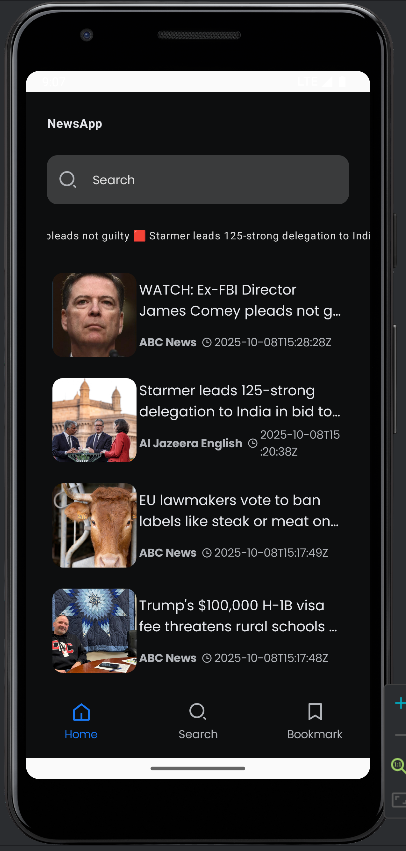 NewsApp
Search
pleads not guilty 🟥 Starmer leads 125-strong delegation to Indi
WATCH: Ex-FBI Director
James Comey pleads not g...
ABC News 2025-10-08T15:28:28Z
Starmer leads 125-strong
delegation to India in bid to...
Al Jazeera English 2025-10-08T15
:20:38Z
EU lawmakers vote to ban
labels like steak or meat on...
ABC News 2025-10-08T15:17:49Z
Trump's $100,000 H-1B visa
fee threatens rural schools ...
ABC News 2025-10-08T15:17:48Z
Home Search Bookmark